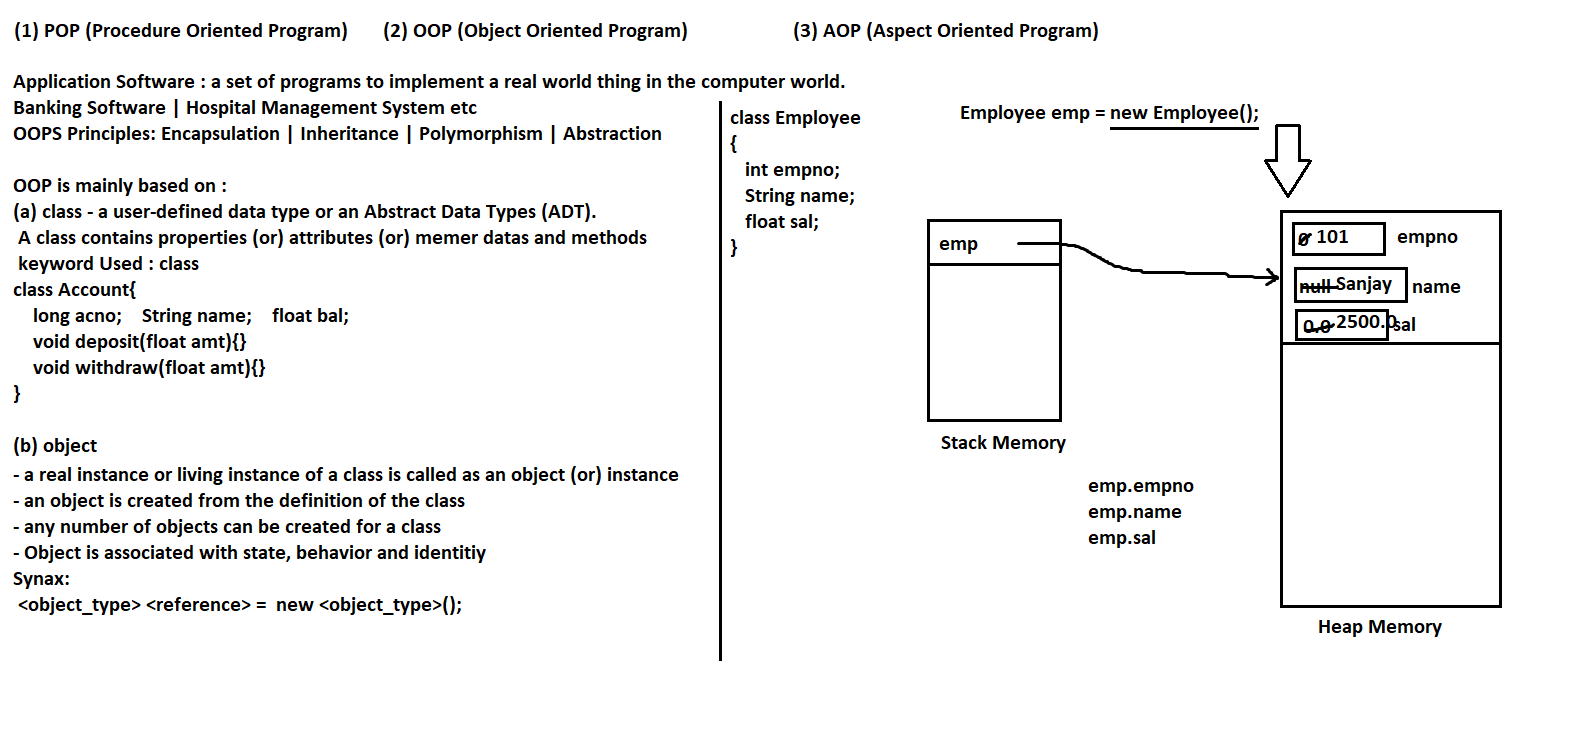 (1) POP (Procedure Oriented Program) (2) OOP (Object Oriented Program) (3) AOP (Aspect Oriented Program)
Application Software : a set of programs to implement a real world thing in the computer world.
Banking Software | Hospital Management System etc
OOPS Principles: Encapsulation | Inheritance | Polymorphism | Abstraction
OOP is mainly based on :
(a) class - a user-defined data type or an Abstract Data Types (ADT).
A class contains properties (or) attributes (or) memer datas and methods
keyword Used : class
class Account{
long acno; String name; float bal;
void deposit(float amt){}
void withdraw(float amt){}
}
(b) object
- a real instance or living instance of a class is called as an object (or) instance
- an object is created from the definition of the class
- any number of objects can be created for a class
- Object is associated with state, behavior and identitiy
Synax:
<object_type> <reference> = new <object_type>();
class Employee
{
int empno;
String name;
float sal;
}
Employee emp = new Employee();
emp
Stack Memory
emp.empno
emp.name
emp.sal
0 101 empno
null Sanjay name
0.0 2500.0 sal
Heap Memory